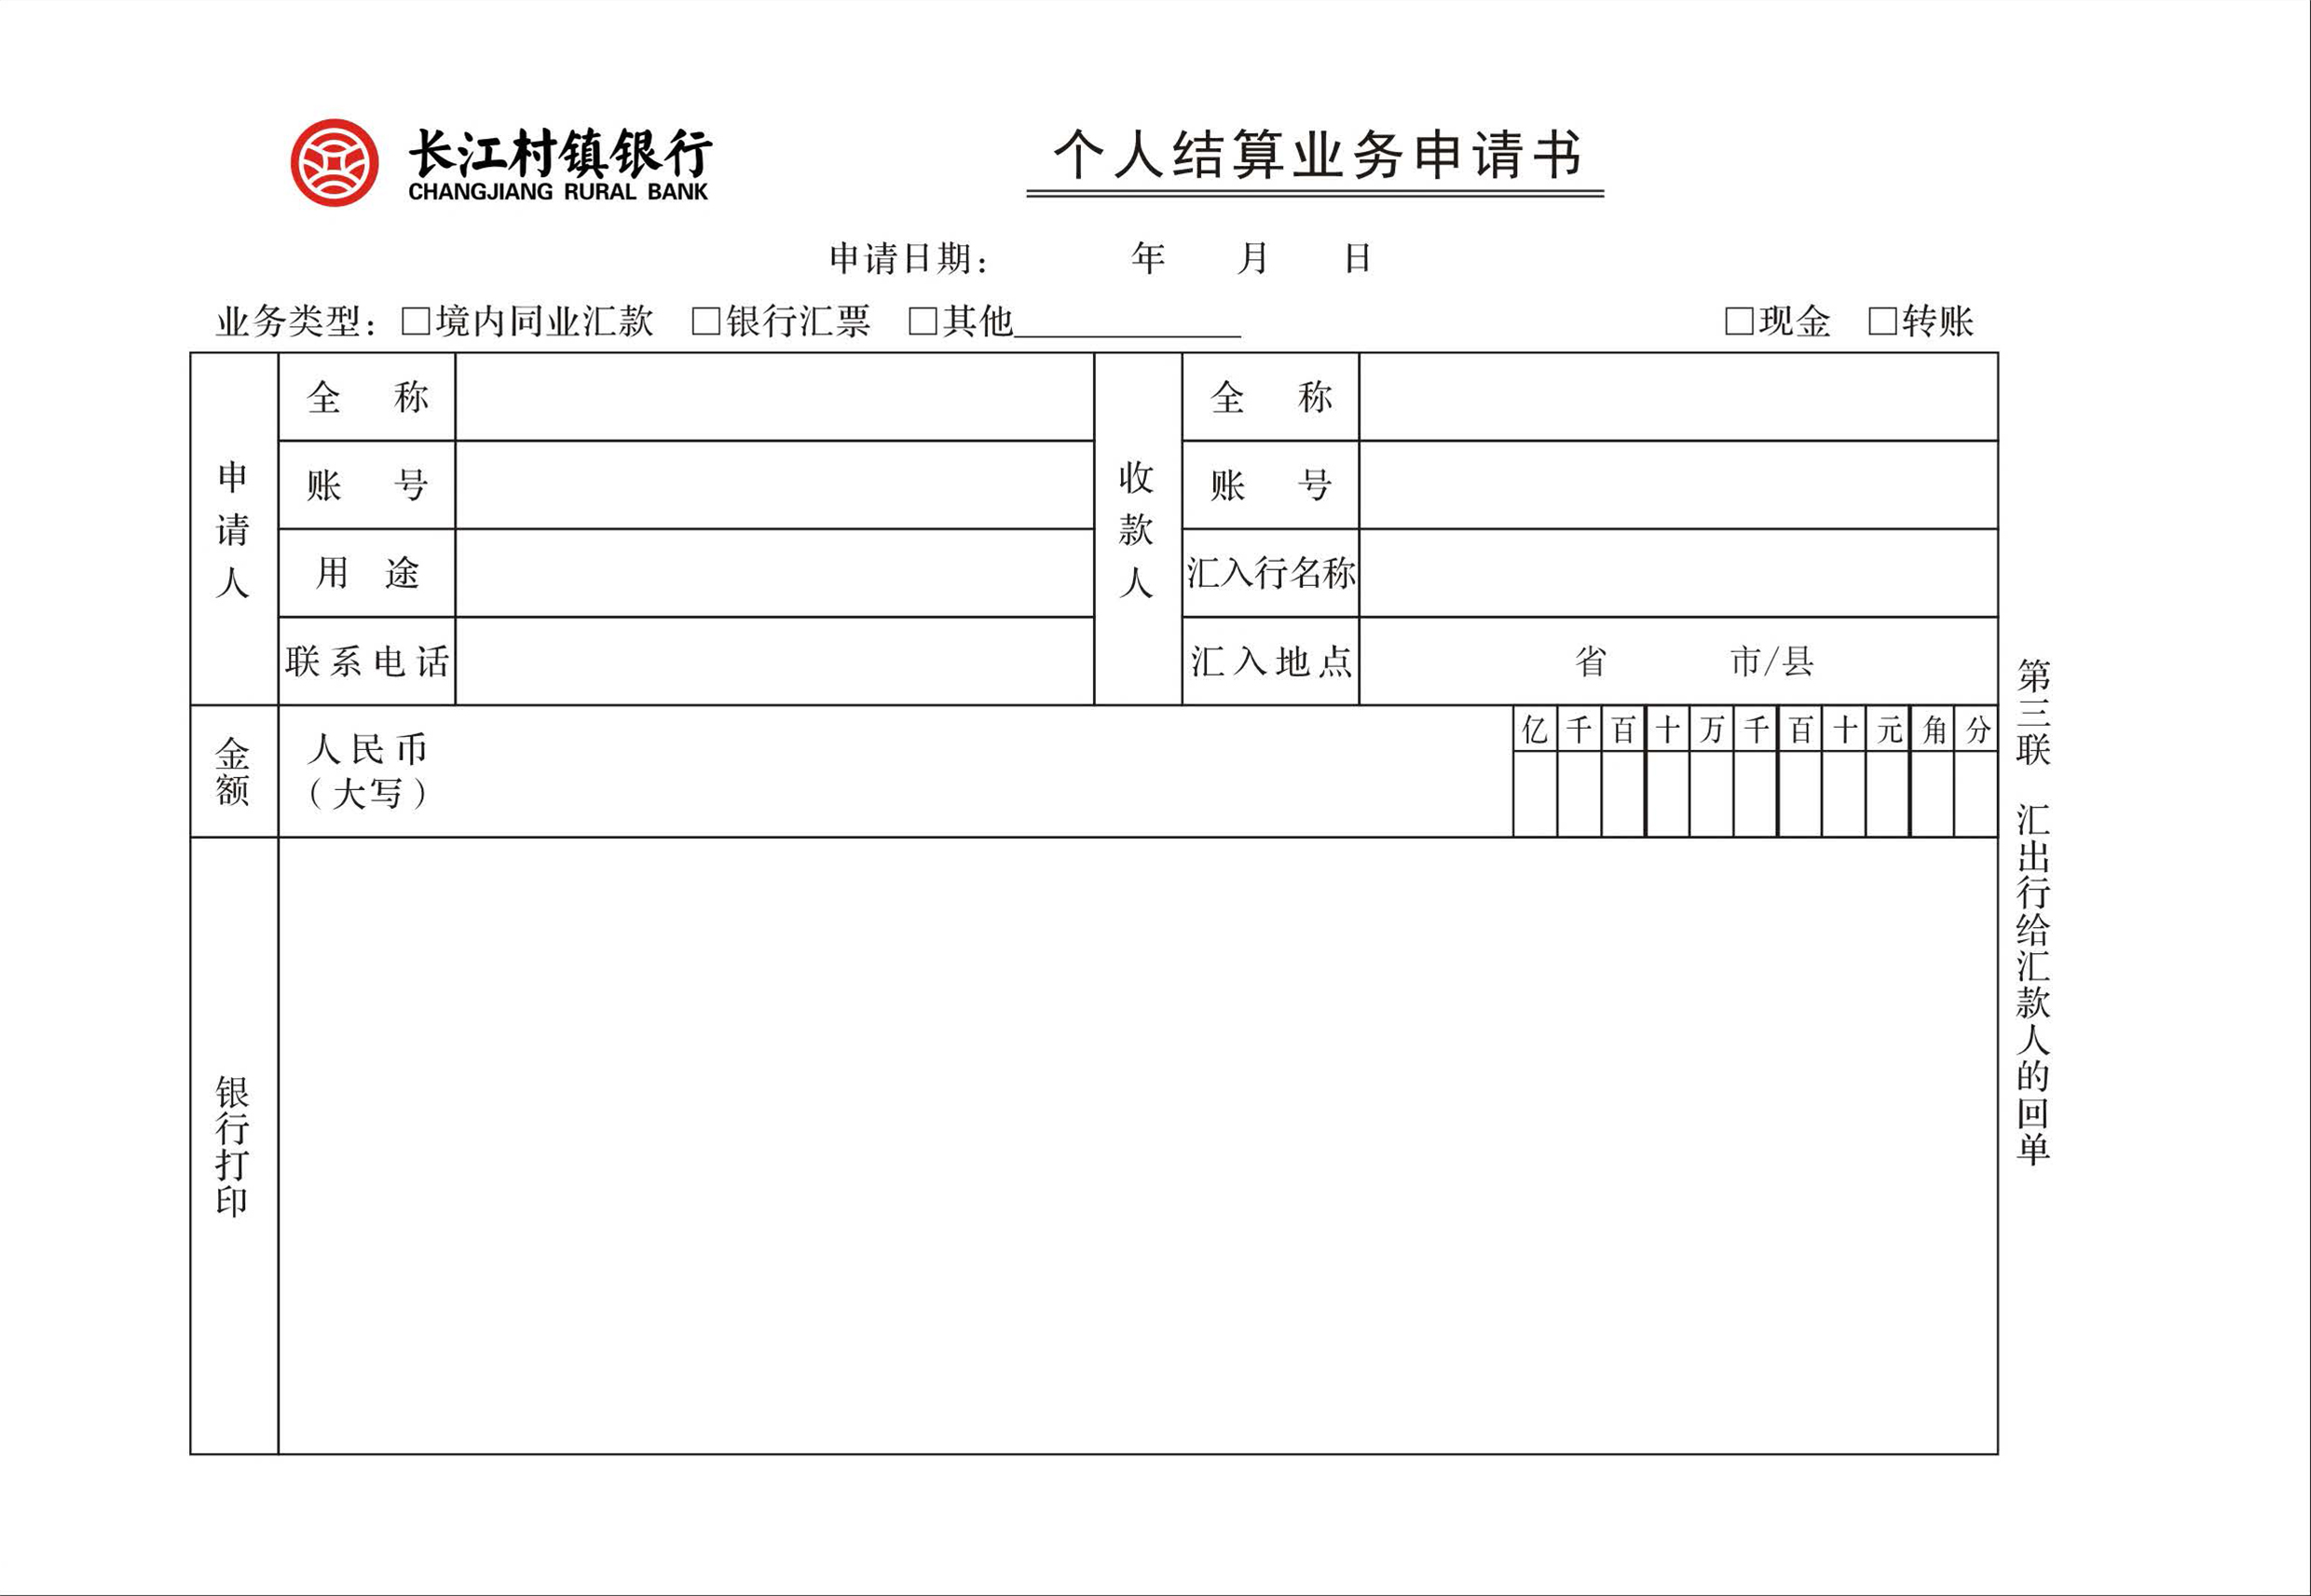 长江村镇银行
CHANGJIANG RURAL BANK
个人结算业务申请书
申请日期： 年 月 日
业务类型：□境内同业汇款 □银行汇票 □其他____________ □现金 □转账
申请人
全 称
账 号
用 途
联系电话
收款人
全 称
账 号
汇入行名称
汇入地点 省 市/县
金额
人民币
（大写）
亿 千 百 十 万 千 百 十 元 角 分
银行打印
第三联 汇出行给汇款人的回单